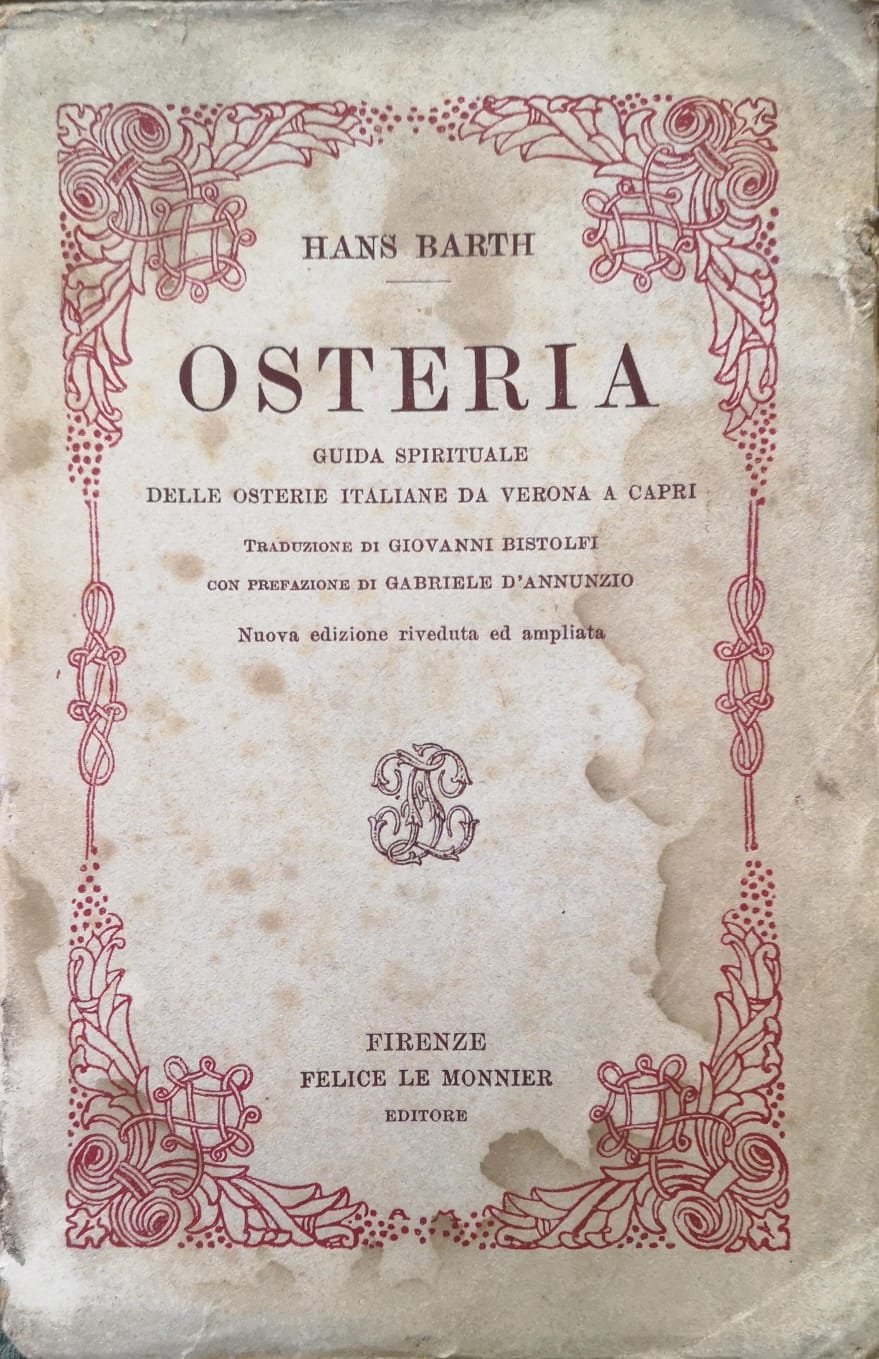 HANS BARTH
OSTERIA
GUIDA SPIRITUALE
DELLE OSTERIE ITALIANE DA VERONA A CAPRI
TRADUZIONE DI GIOVANNI BISTOLFI
CON PREFAZIONE DI GABRIELE D'ANNUNZIO
Nuova edizione riveduta ed ampliata
FIRENZE
FELICE LE MONNIER
EDITORE